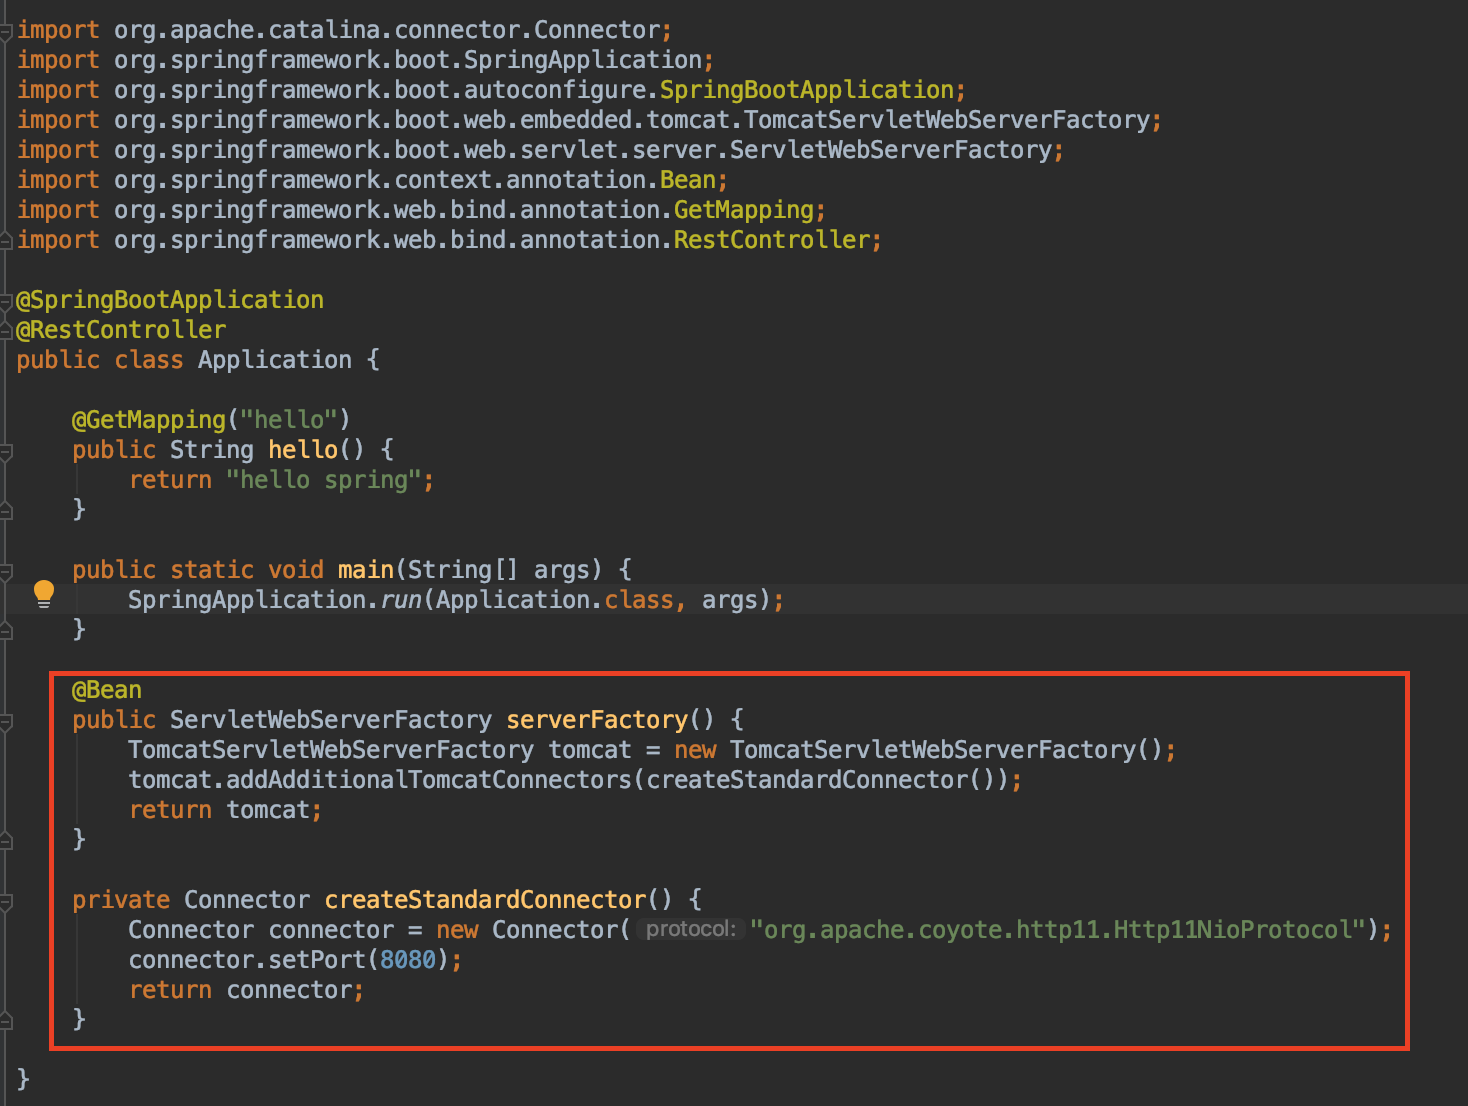 import org.apache.catalina.connector.Connector;
import org.springframework.boot.SpringApplication;
import org.springframework.boot.autoconfigure.SpringBootApplication;
import org.springframework.boot.web.embedded.tomcat.TomcatServletWebServerFactory;
import org.springframework.boot.web.servlet.server.ServletWebServerFactory;
import org.springframework.context.annotation.Bean;
import org.springframework.web.bind.annotation.GetMapping;
import org.springframework.web.bind.annotation.RestController;
@SpringBootApplication
@RestController
public class Application {
@GetMapping("hello")
public String hello() {
return "hello spring";
}
public static void main(String[] args) {
SpringApplication.run(Application.class, args);
}
@Bean
public ServletWebServerFactory serverFactory() {
TomcatServletWebServerFactory tomcat = new TomcatServletWebServerFactory();
tomcat.addAdditionalTomcatConnectors(createStandardConnector());
return tomcat;
}
private Connector createStandardConnector() {
Connector connector = new Connector( protocol: "org.apache.coyote.http11.Http11NioProtocol");
connector.setPort(8080);
return connector;
}
}